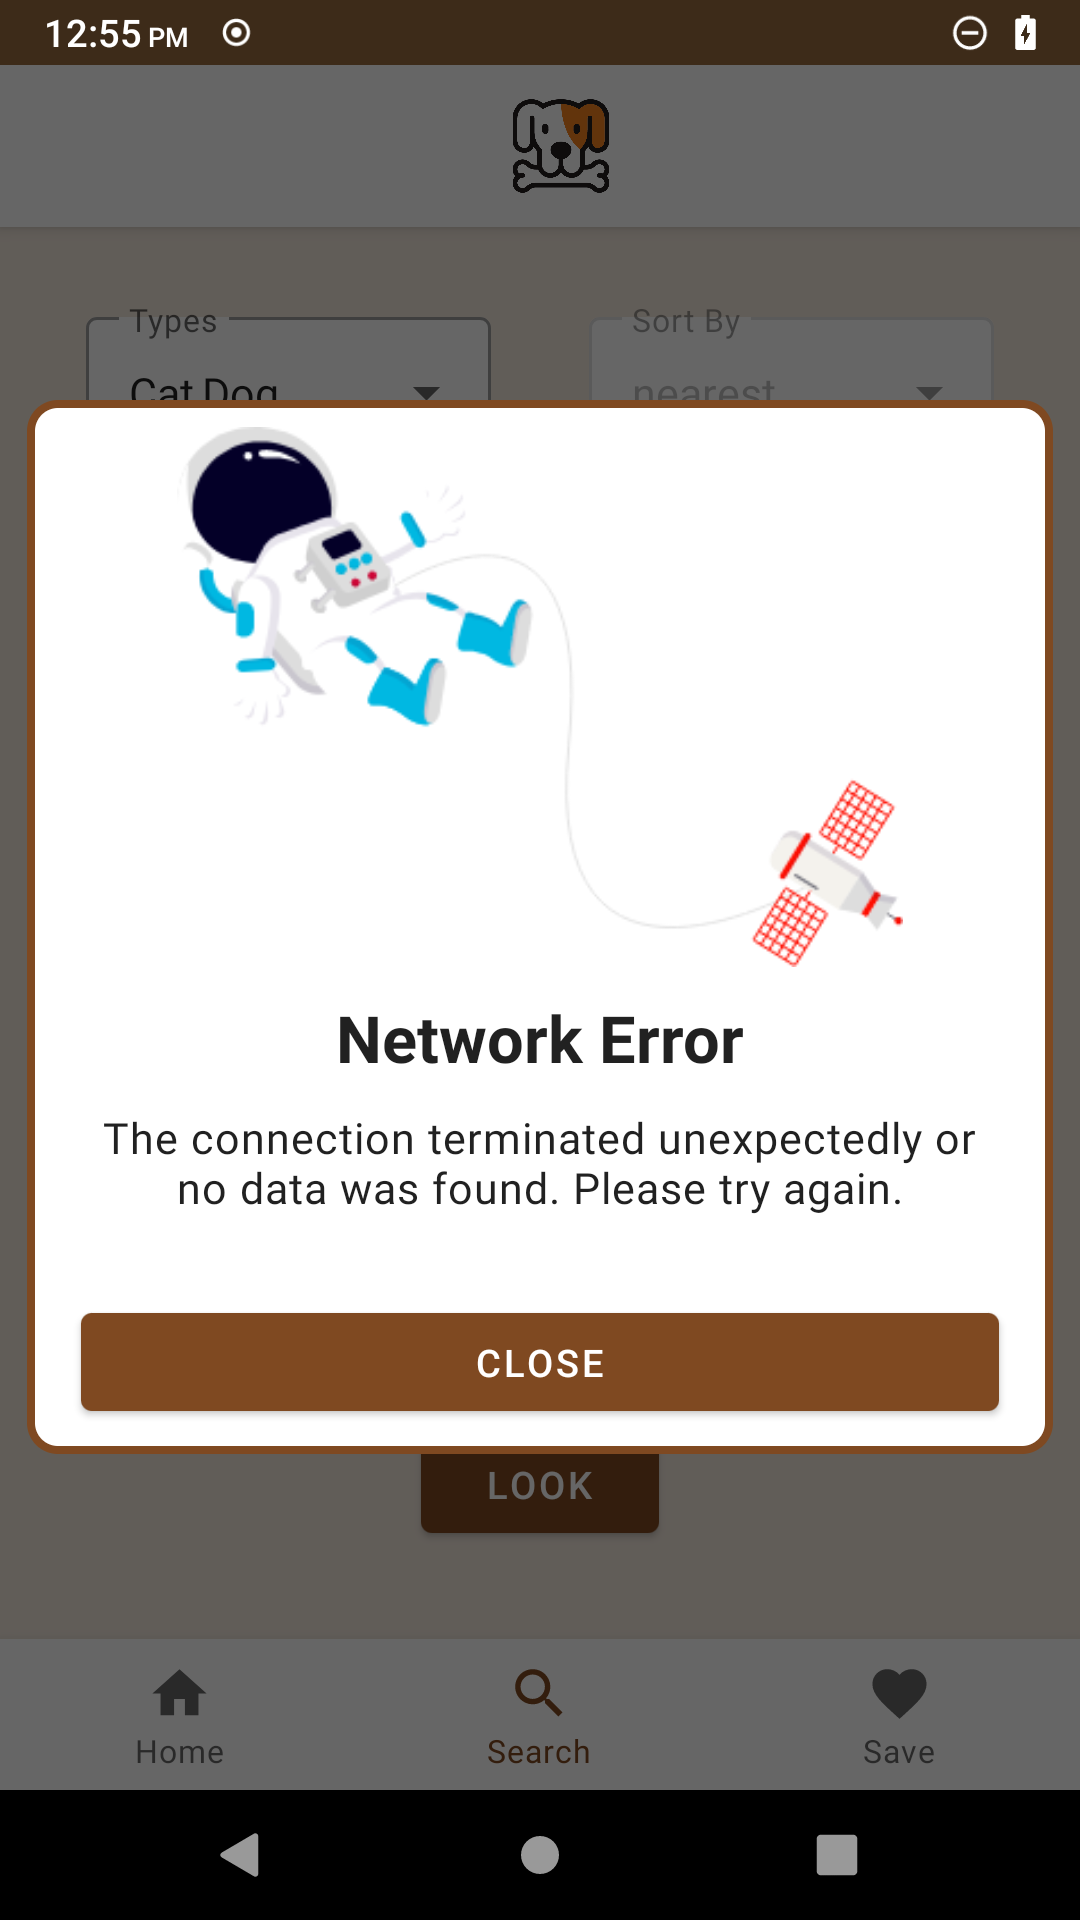 12:55 PM
Types
Sort By
Cat,Dog
nearest
Network Error
The connection terminated unexpectedly or
no data was found. Please try again.
CLOSE
LOOK
Home
Search
Save